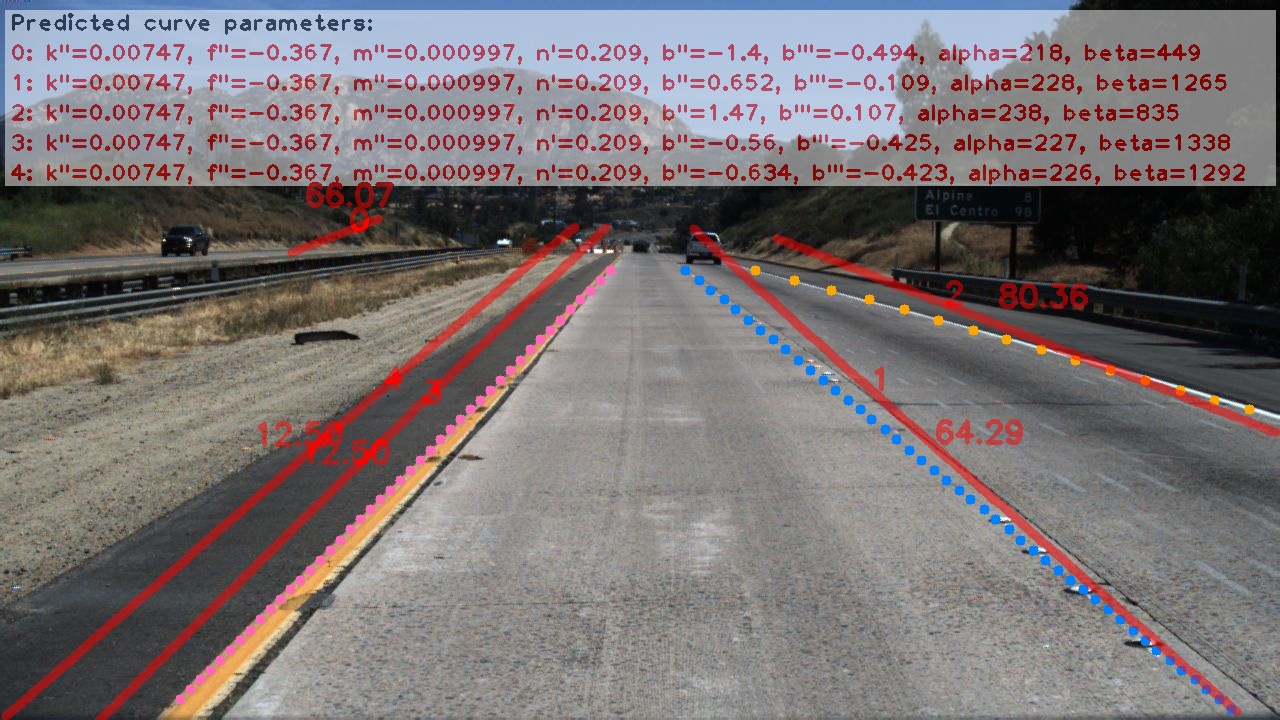 Predicted curve parameters:
0: k''=0.00747, f''=-0.367, m''=0.000997, n'=0.209, b''=-1.4, b'''=-0.494, alpha=218, beta=449
1: k''=0.00747, f''=-0.367, m''=0.000997, n'=0.209, b''=0.652, b'''=-0.109, alpha=228, beta=1265
2: k''=0.00747, f''=-0.367, m''=0.000997, n'=0.209, b''=1.47, b'''=0.107, alpha=238, beta=835
3: k''=0.00747, f''=-0.367, m''=0.000997, n'=0.209, b''=-0.56, b'''=-0.425, alpha=227, beta=1338
4: k''=0.00747, f''=-0.367, m''=0.000997, n'=0.209, b''=-0.634, b'''=-0.423, alpha=226, beta=1292
66.07
0
Alpine 8
El Centro 98
2 80.36
4
3
1
12.50
12.50
64.29